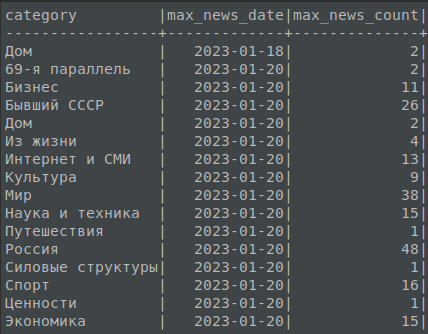 category         |max_news_date|max_news_count|
-----------------+-------------+--------------+
Дом              |   2023-01-18|             2|
69-я параллель   |   2023-01-20|             2|
Бизнес           |   2023-01-20|            11|
Бывший СССР      |   2023-01-20|            26|
Дом              |   2023-01-20|             2|
Из жизни         |   2023-01-20|             4|
Интернет и СМИ   |   2023-01-20|            13|
Культура         |   2023-01-20|             9|
Мир              |   2023-01-20|            38|
Наука и техника  |   2023-01-20|            15|
Путешествия      |   2023-01-20|             1|
Россия           |   2023-01-20|            48|
Силовые структуры|   2023-01-20|             1|
Спорт            |   2023-01-20|            16|
Ценности         |   2023-01-20|             1|
Экономика        |   2023-01-20|            15|